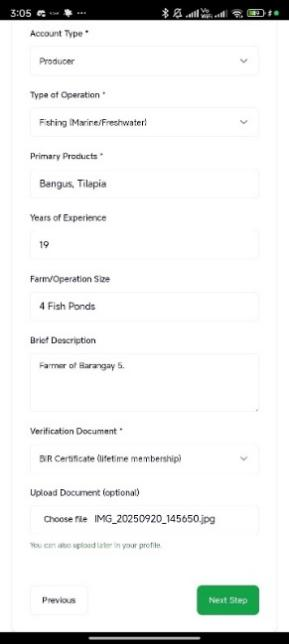 3:05
Account Type *
Producer
Type of Operation *
Fishing (Marine/Freshwater)
Primary Products *
Bangus, Tilapia
Years of Experience
19
Farm/Operation Size
4 Fish Ponds
Brief Description
Farmer of Barangay 5.
Verification Document *
BIR Certificate (lifetime membership)
Upload Document (optional)
Choose file IMG_20250920_145650.jpg
You can also upload later in your profile.
Previous
Next Step